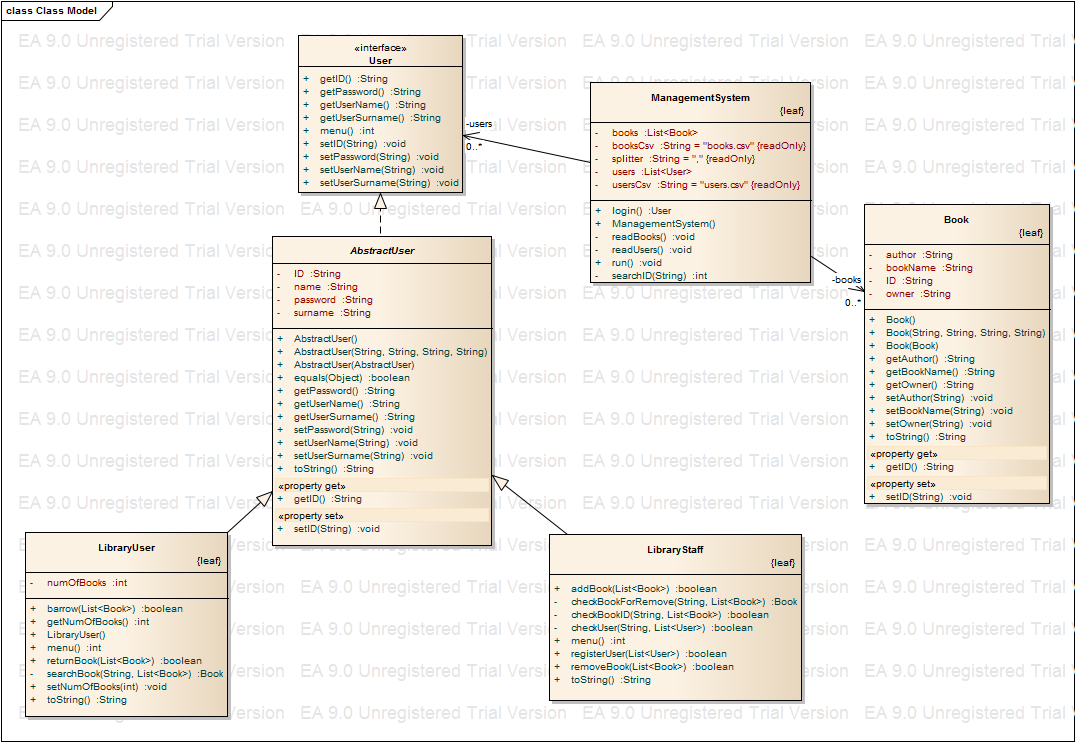 class Class Model
EA 9.0 Unregistered Trial Version
«interface»
User
+ getID() :String
+ getPassword() :String
+ getUserName() :String
+ getUserSurname() :String
+ menu() :int
+ setID(String) :void
+ setPassword(String) :void
+ setUserName(String) :void
+ setUserSurname(String) :void
-users
0..*
ManagementSystem
{leaf}
- books :List<Book>
- booksCsv :String = "books.csv" {readOnly}
- splitter :String = "," {readOnly}
- users :List<User>
- usersCsv :String = "users.csv" {readOnly}
+ login() :User
+ ManagementSystem()
- readBooks() :void
- readUsers() :void
+ run() :void
- searchID(String) :int
-books
0..*
Book
{leaf}
- author :String
- bookName :String
- ID :String
- owner :String
+ Book()
+ Book(String, String, String, String)
+ Book(Book)
+ getAuthor() :String
+ getBookName() :String
+ getOwner() :String
+ setAuthor(String) :void
+ setBookName(String) :void
+ setOwner(String) :void
+ toString() :String
«property get»
+ getID() :String
«property set»
+ setID(String) :void
AbstractUser
- ID :String
- name :String
- password :String
- surname :String
+ AbstractUser()
+ AbstractUser(String, String, String, String)
+ AbstractUser(AbstractUser)
+ equals(Object) :boolean
+ getPassword() :String
+ getUserName() :String
+ getUserSurname() :String
+ setPassword(String) :void
+ setUserName(String) :void
+ setUserSurname(String) :void
+ toString() :String
«property get»
+ getID() :String
«property set»
+ setID(String) :void
LibraryUser
{leaf}
- numOfBooks :int
+ barrow(List<Book>) :boolean
+ getNumOfBooks() :int
+ LibraryUser()
+ menu() :int
+ returnBook(List<Book>) :boolean
- searchBook(String, List<Book>) :Book
+ setNumOfBooks(int) :void
+ toString() :String
LibraryStaff
{leaf}
+ addBook(List<Book>) :boolean
- checkBookForRemove(String, List<Book>) :Book
- checkBookID(String, List<Book>) :boolean
- checkUser(String, List<User>) :boolean
+ menu() :int
+ registerUser(List<User>) :boolean
+ removeBook(List<Book>) :boolean
+ toString() :String